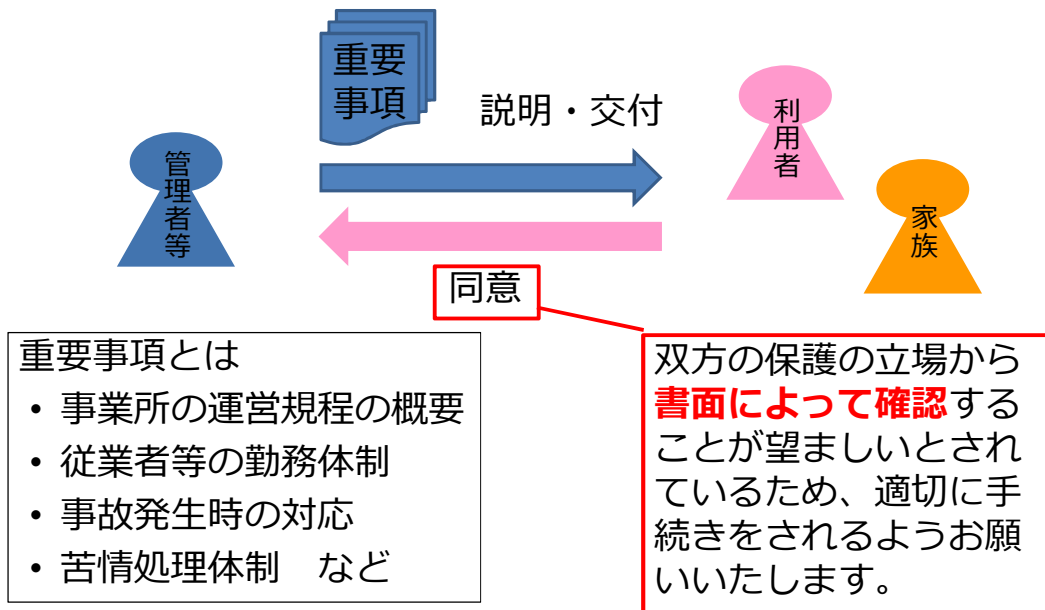 重要
事項
説明・交付
管理者等
利用者
家族
同意
重要事項とは
• 事業所の運営規程の概要
• 従業者等の勤務体制
• 事故発生時の対応
• 苦情処理体制　など
双方の保護の立場から
書面によって確認する
ことが望ましいとされ
ているため、適切に手
続きをされるようお願
いいたします。